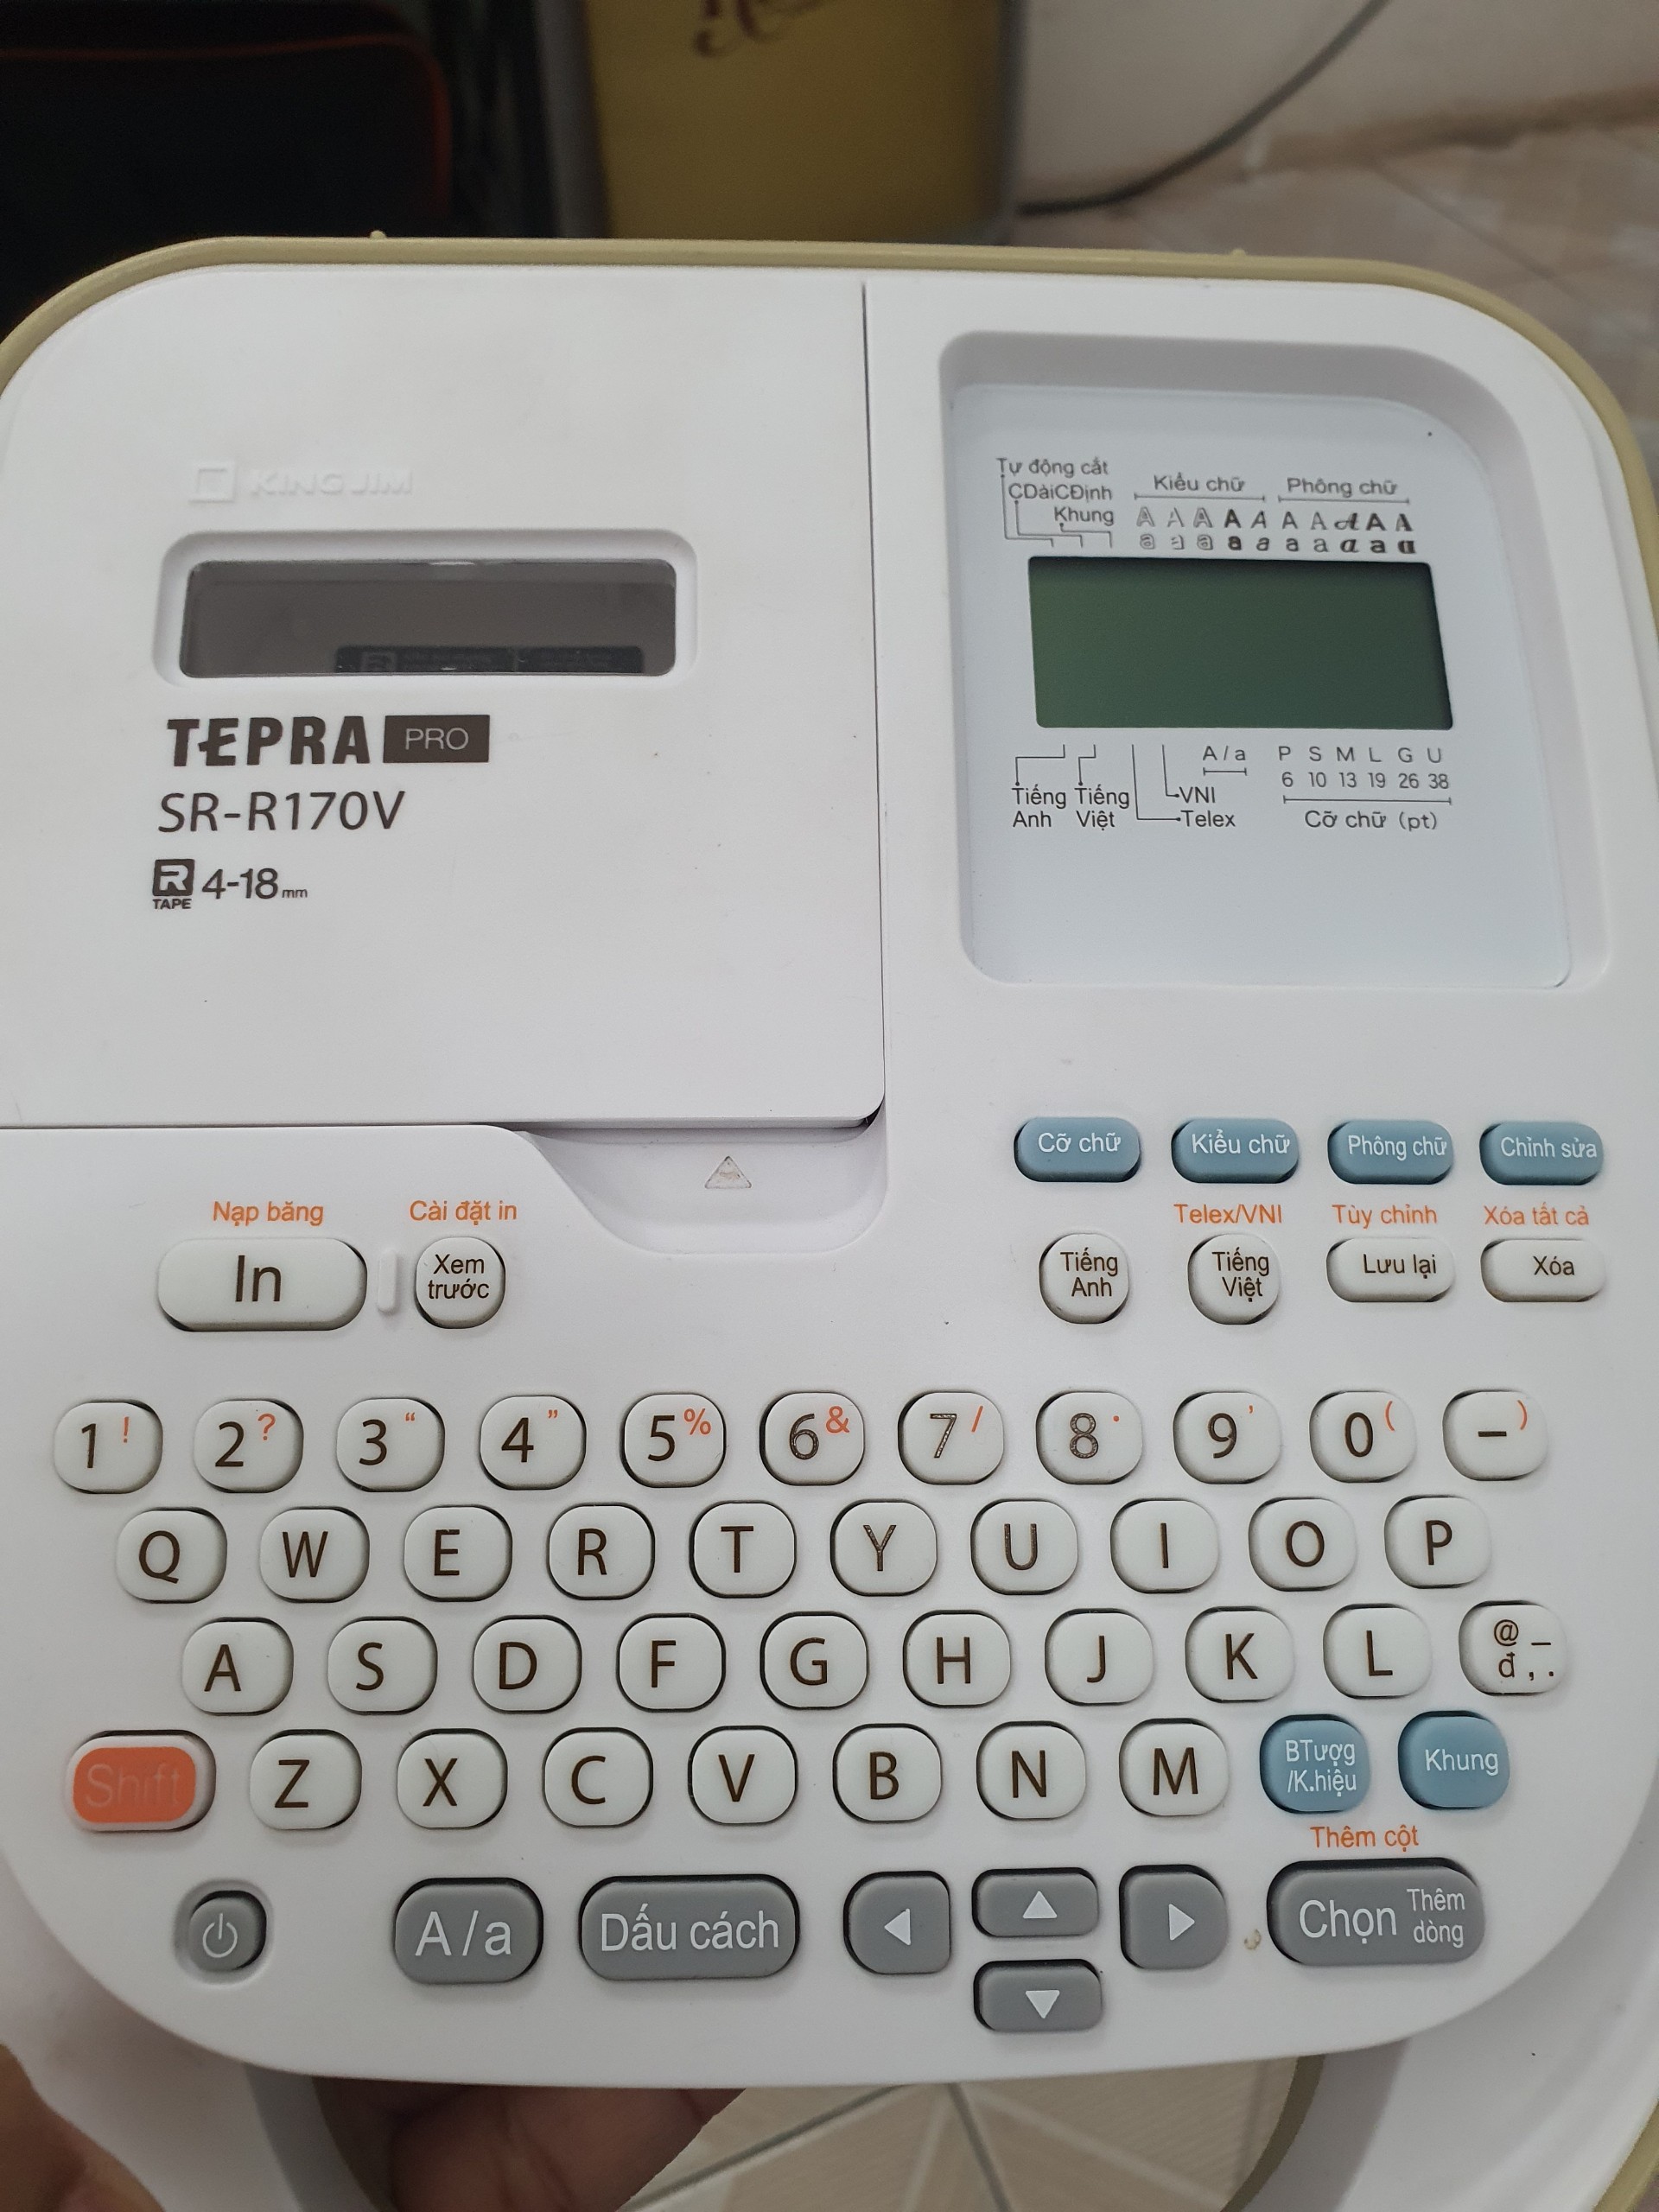 KING JIM
TEPRA PRO
SR-R170V
R TAPE 4-18mm
Tự động cắt
CDàiCĐịnh
Khung
Kiểu chữ
Phông chữ
A A A A A A A A A A
a a a a a a a a a a
Tiếng Anh
Tiếng Việt
VNI
Telex
A/a
P S M L G U
6 10 13 19 26 38
Cỡ chữ (pt)
Cỡ chữ
Kiểu chữ
Phông chữ
Chỉnh sửa
Nạp băng
Cài đặt in
Telex/VNI
Tùy chỉnh
Xóa tất cả
In
Xem trước
Tiếng Anh
Tiếng Việt
Lưu lại
Xóa
1 ! 2 ? 3 “ 4 ” 5 % 6 & 7 / 8 · 9 ’ 0 ( – )
Q W E R T Y U I O P
A S D F G H J K L @ _ đ , .
Shift Z X C V B N M BTượg /K.hiệu Khung
Thêm cột
A/a Dấu cách Chọn Thêm dòng